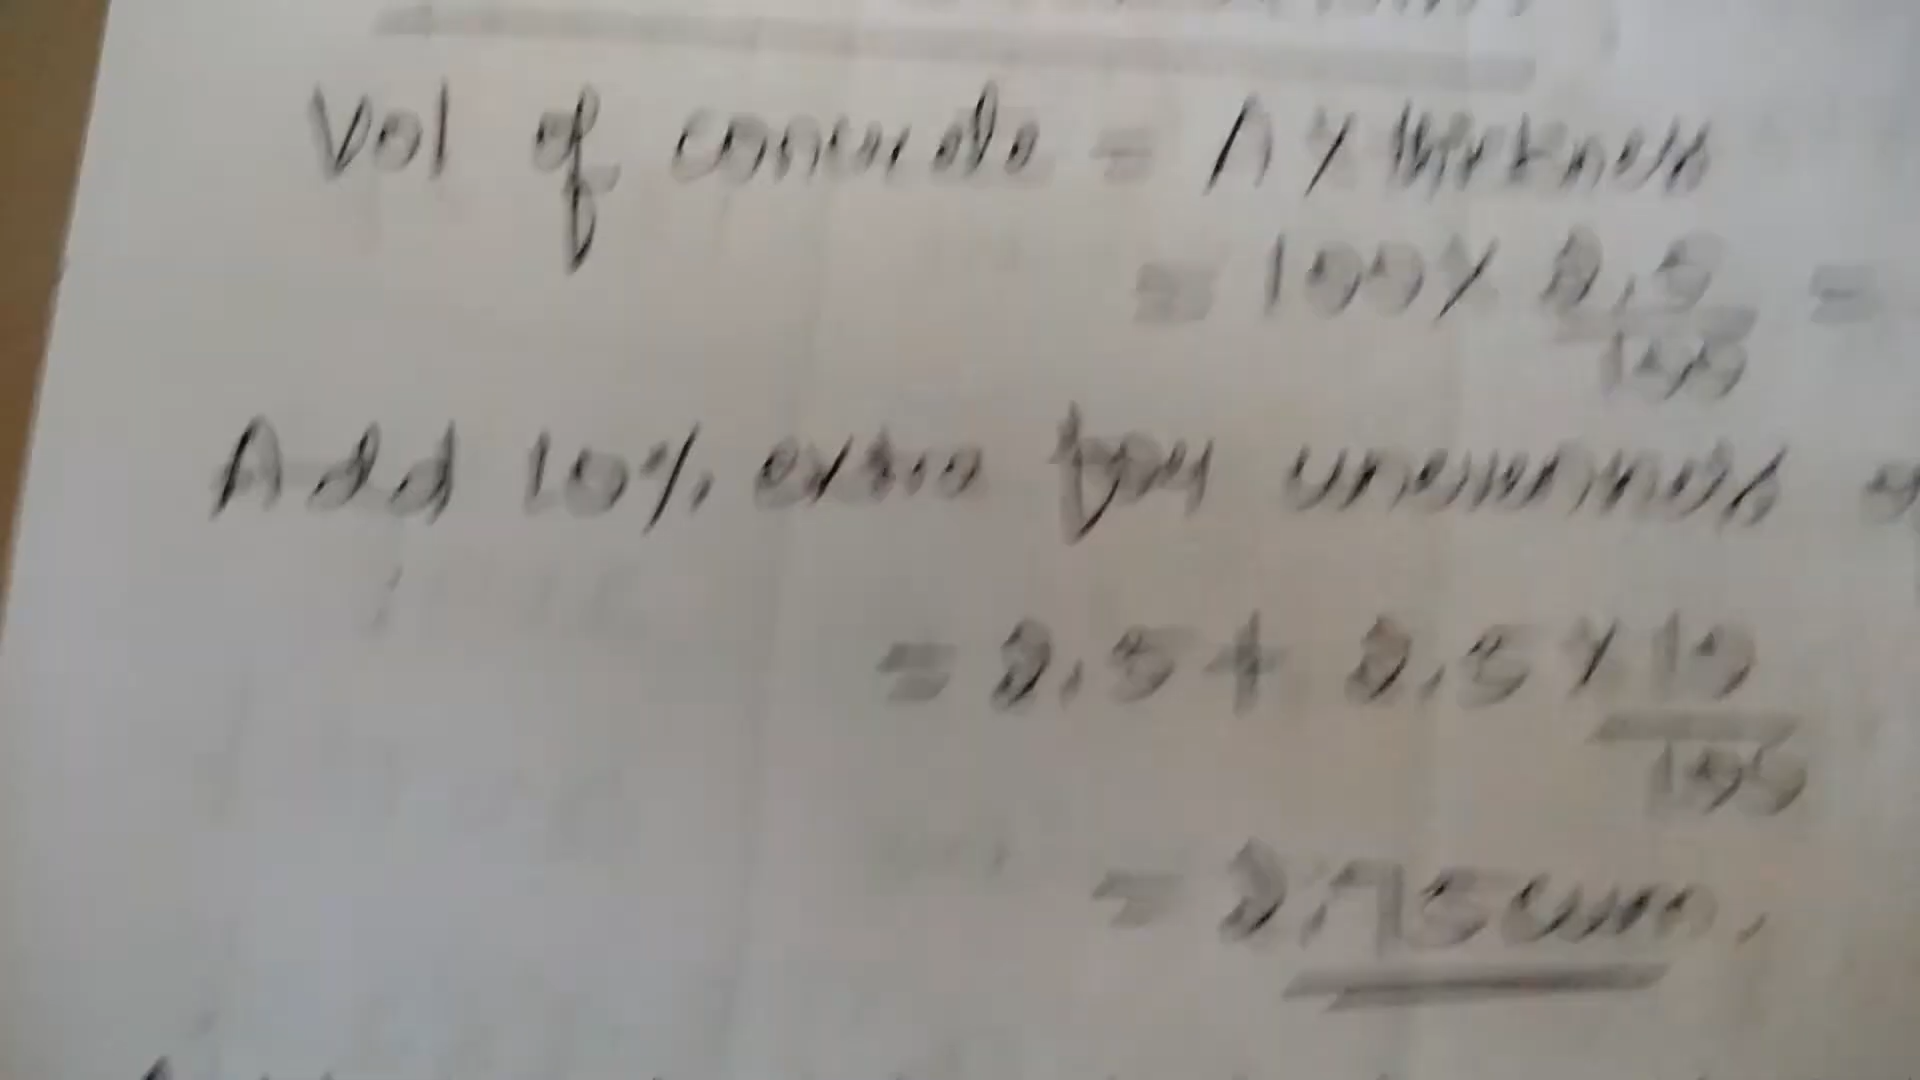 Vol of concrete = A x thickness
= 100 x 2.5/100 =
Add 10% extra for unevenness
= 2.5 + 2.5 x 10/100
= 2.75 cum.